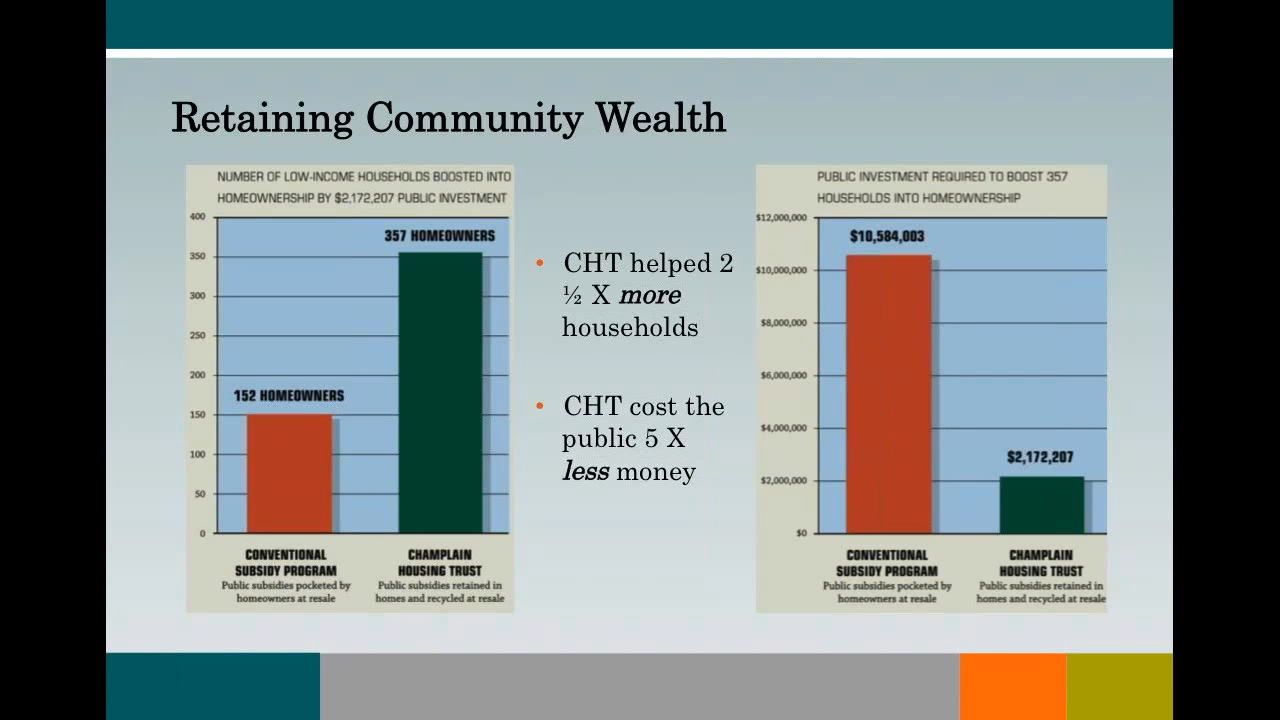 Retaining Community Wealth
NUMBER OF LOW-INCOME HOUSEHOLDS BOOSTED INTO
HOMEOWNERSHIP BY $2,172,207 PUBLIC INVESTMENT
400
350
300
250
200
150
100
50
0
357 HOMEOWNERS
152 HOMEOWNERS
CONVENTIONAL
SUBSIDY PROGRAM
Public subsidies pocketed by
homeowners at resale
CHAMPLAIN
HOUSING TRUST
Public subsidies retained in
homes and recycled at resale
• CHT helped 2
½ X more
households
• CHT cost the
public 5 X
less money
PUBLIC INVESTMENT REQUIRED TO BOOST 357
HOUSEHOLDS INTO HOMEOWNERSHIP
$12,000,000
$10,000,000
$8,000,000
$6,000,000
$4,000,000
$2,000,000
$0
$10,584,003
$2,172,207
CONVENTIONAL
SUBSIDY PROGRAM
Public subsidies pocketed by
homeowners at resale
CHAMPLAIN
HOUSING TRUST
Public subsidies retained in
homes and recycled at resale